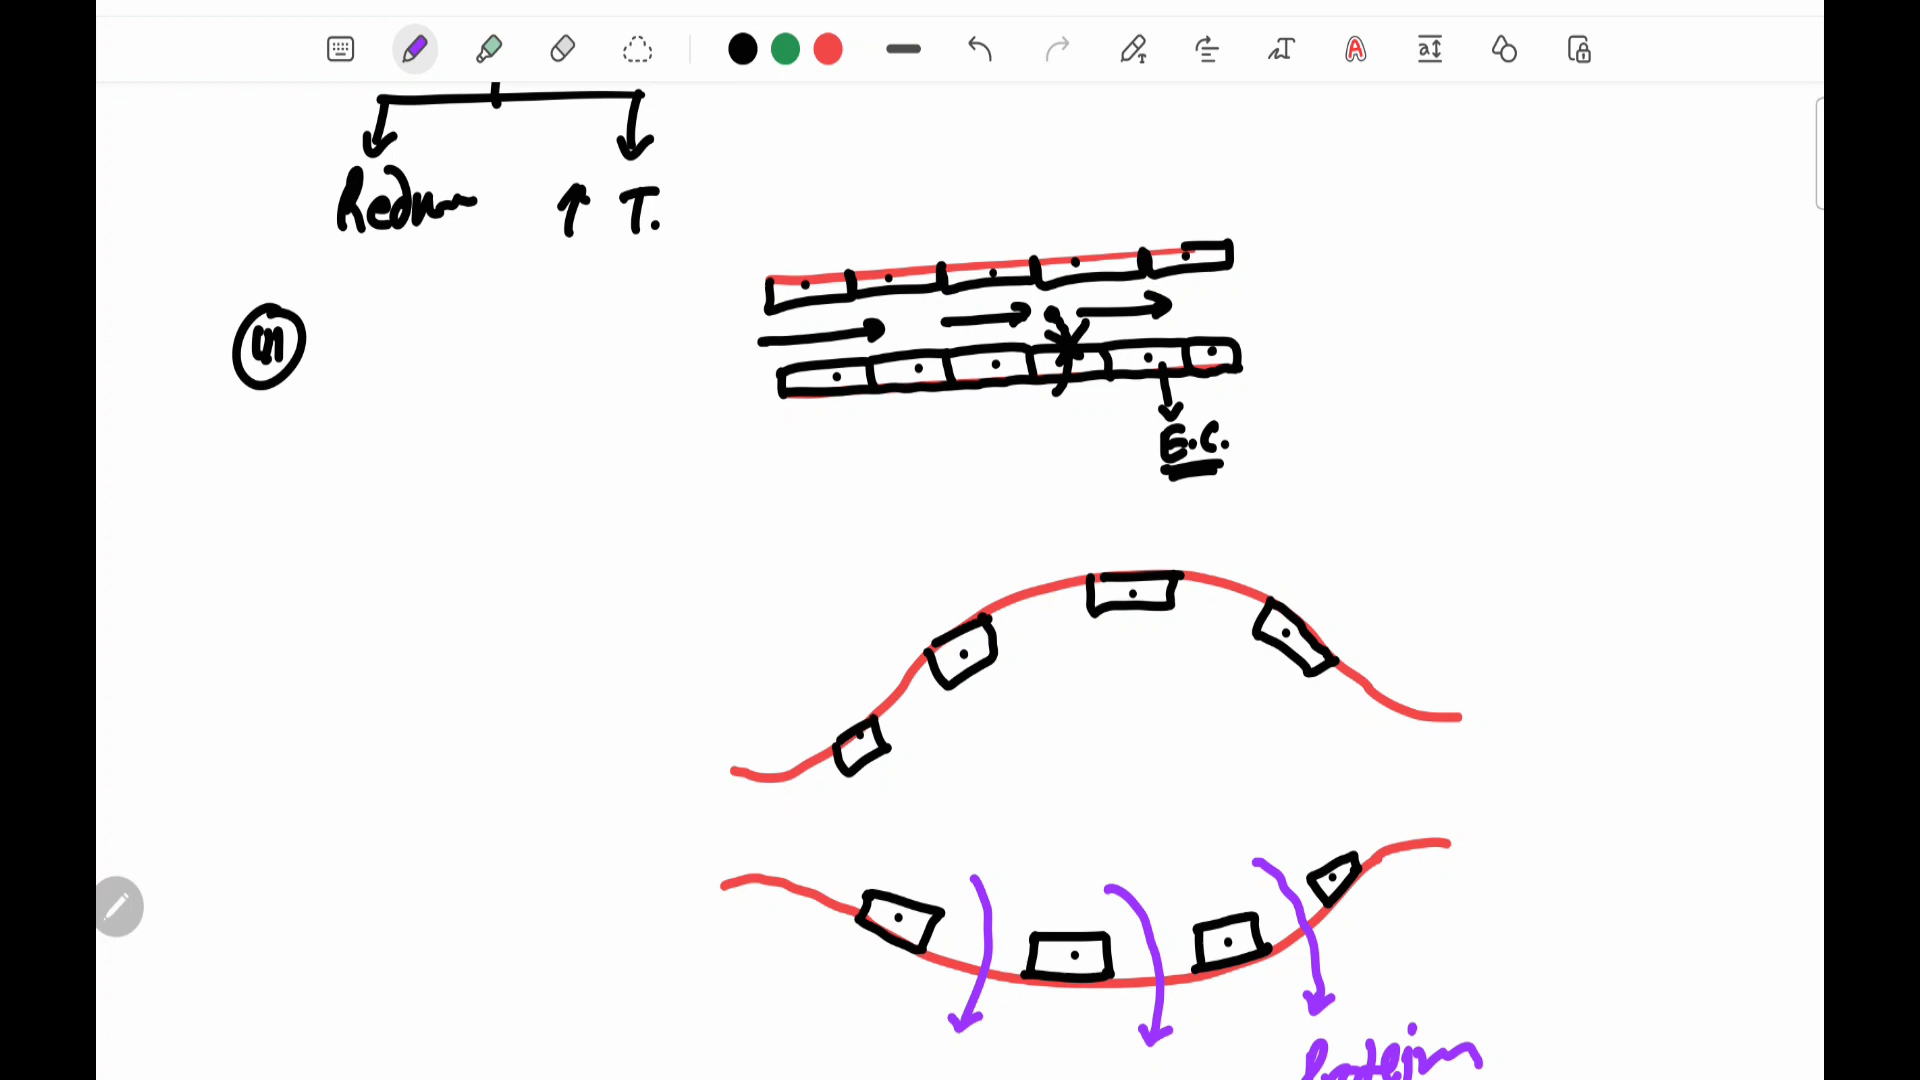 Redn
↑ T.
E.C.
Protein